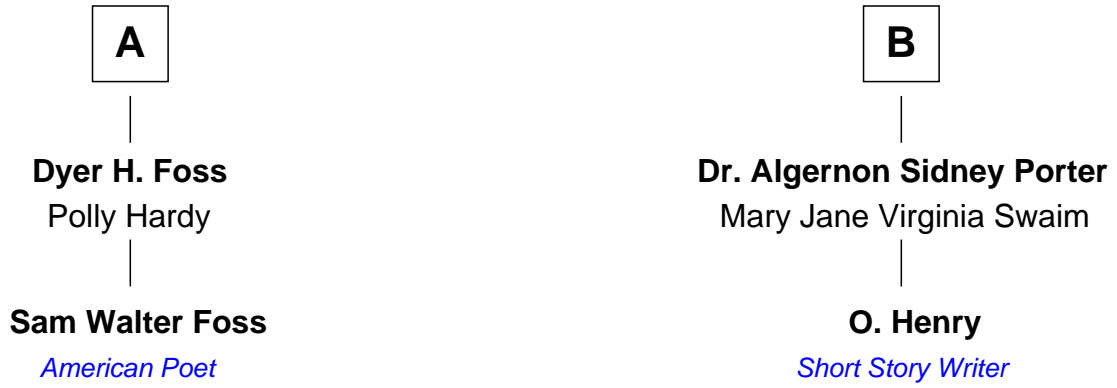 A
Dyer H. Foss
Polly Hardy
Sam Walter Foss
American Poet
B
Dr. Algernon Sidney Porter
Mary Jane Virginia Swaim
O. Henry
Short Story Writer